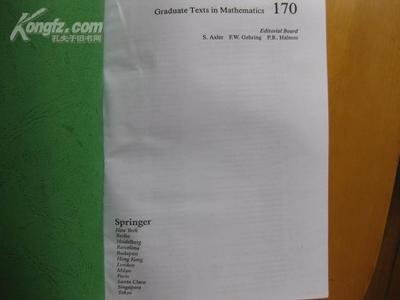 Kongfz.com
孔夫子旧书网
Graduate Texts in Mathematics 170
Editorial Board
S. Axler F.W. Gehring P.R. Halmos
Springer
New York
Berlin
Heidelberg
Barcelona
Budapest
Hong Kong
London
Milan
Paris
Santa Clara
Singapore
Tokyo